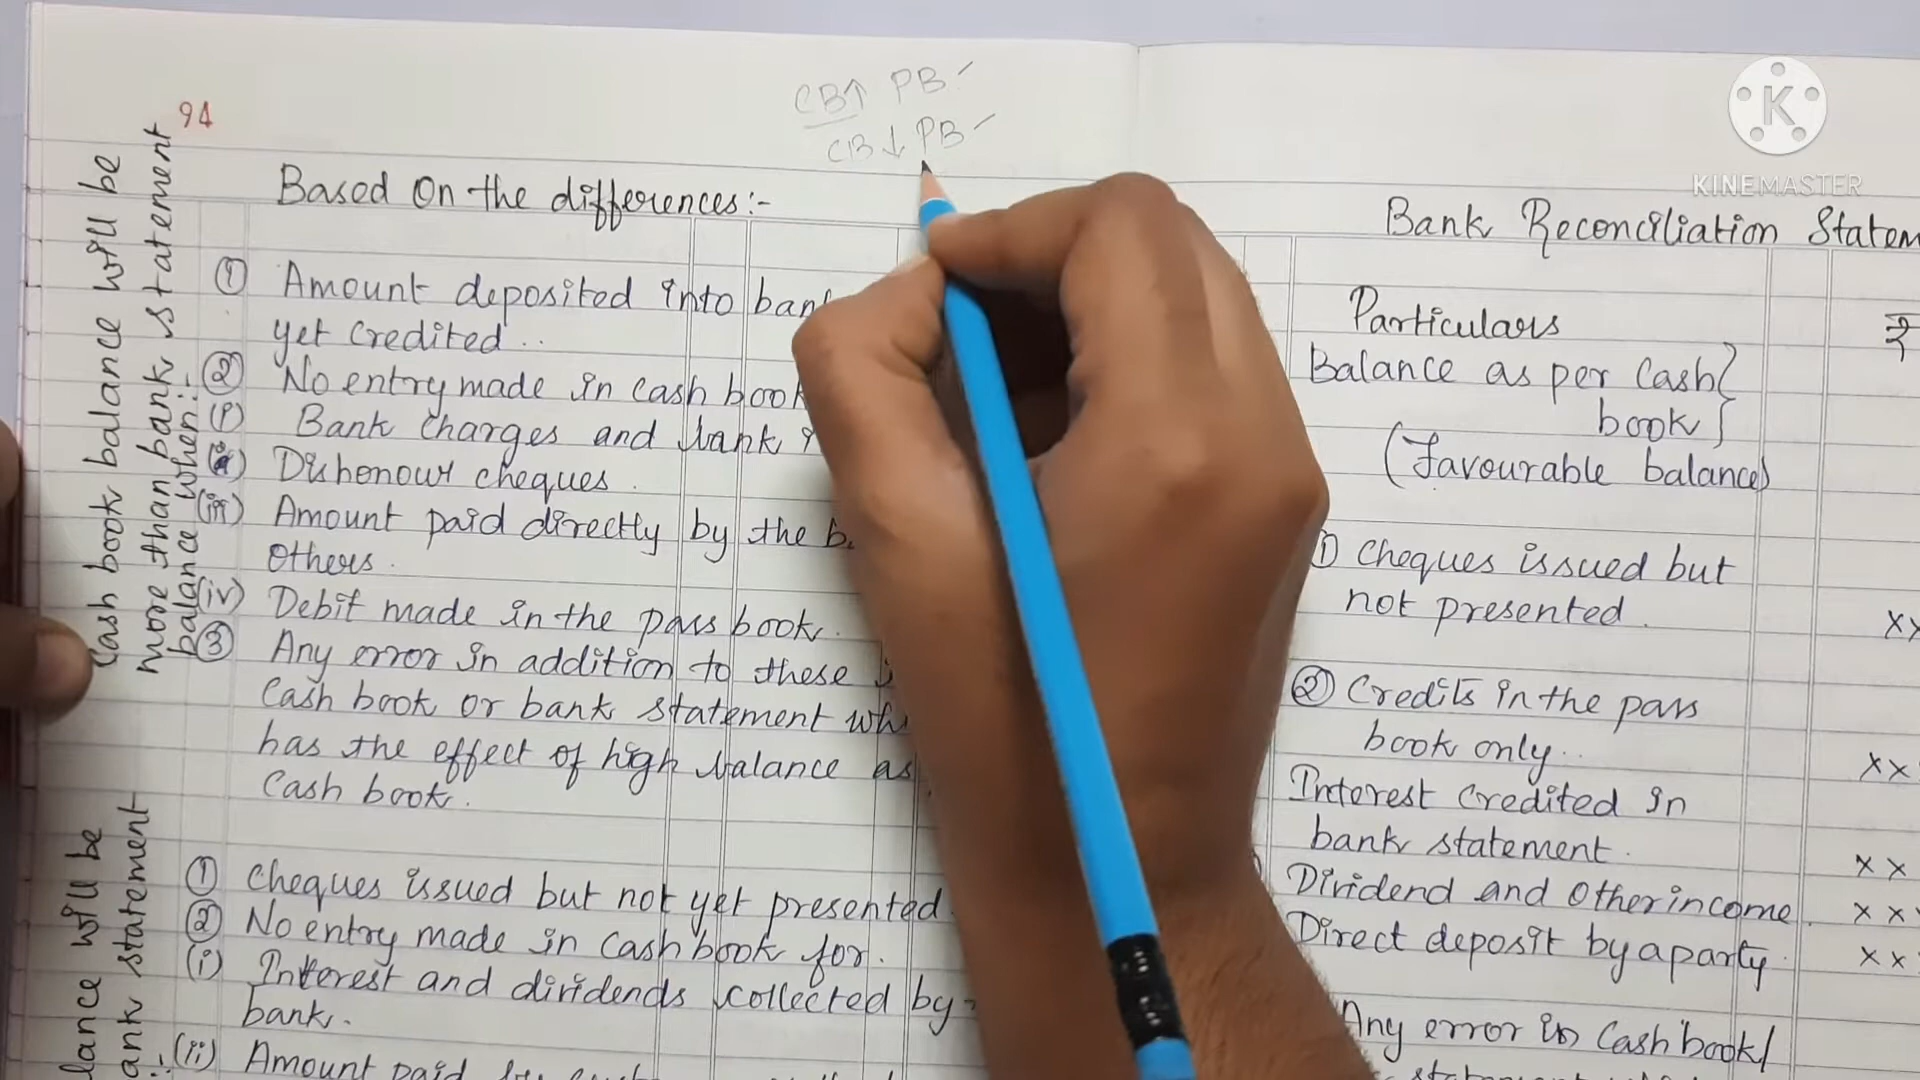 94
CB↑ PB
CB↓ PB
KINEMASTER
Cash book balance will be
more than bank statement
balance when:
Based On the differences:-
① Amount deposited into bank
yet credited..
② No entry made in cash book
(i) Bank charges and bank
(ii) Dishonour cheques.
(iii) Amount paid directly by the
Others.
(iv) Debit made in the pass book.
③ Any error in addition to these
Cash book or bank statement
has the effect of high balance as
Cash book.
lance will be
ank statement
① Cheques issued but not yet presented.
② No entry made in cash book for.
(i) Interest and dividends collected by
bank.
(ii) Amount paid
Bank Reconciliation Statem
Particulars
₹
Balance as per Cash
book
(Favourable balance)
① Cheques issued but
not presented.
xx
② Credits in the pass
book only..
xx
Interest credited in
bank statement.
xx
Dividend and Other income.
xx
Direct deposit by a party.
xx
Any error in Cash book/